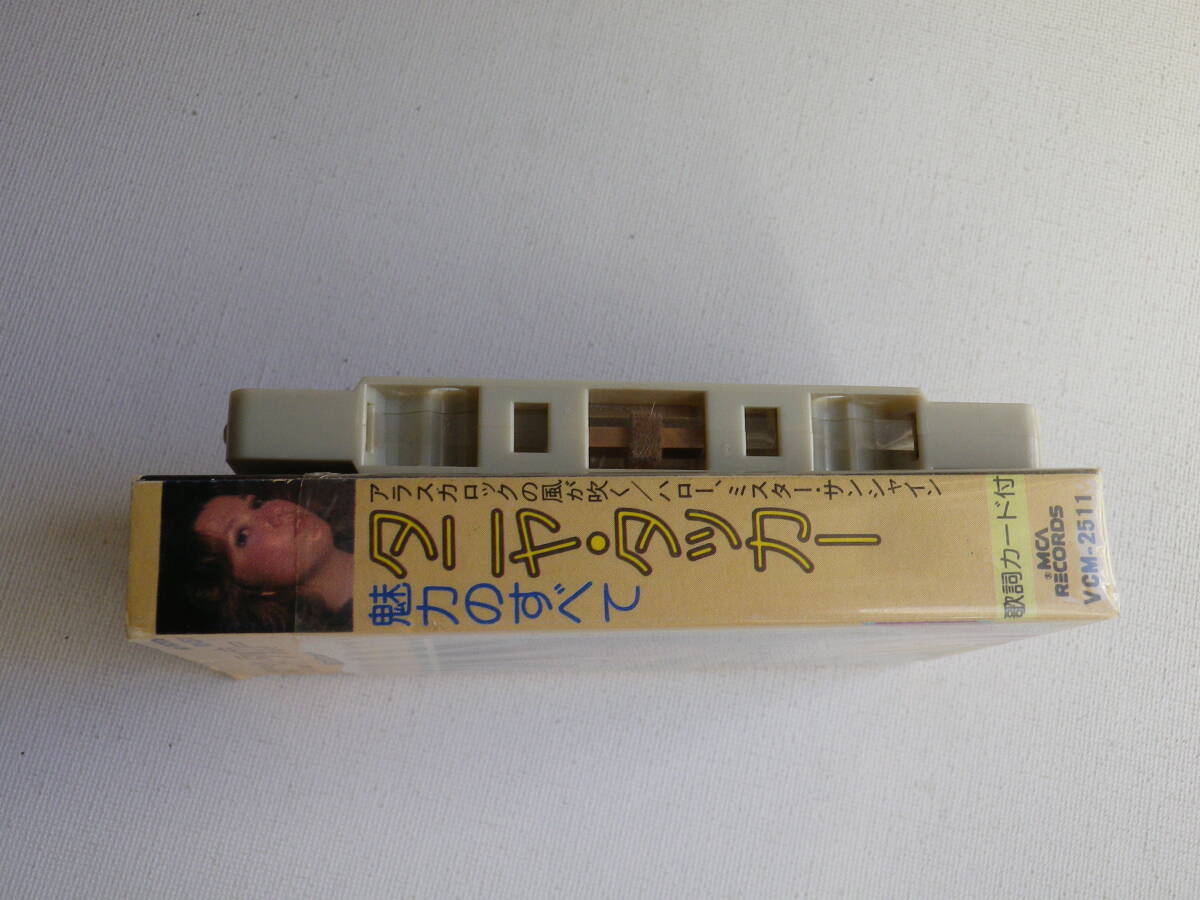 アラスカロックの風が吹く/ハロー、ミスター・サンシャイン
タニヤ・タッカー
魅力のすべて
歌詞カード付
MCA
RECORDS
VCM-2511